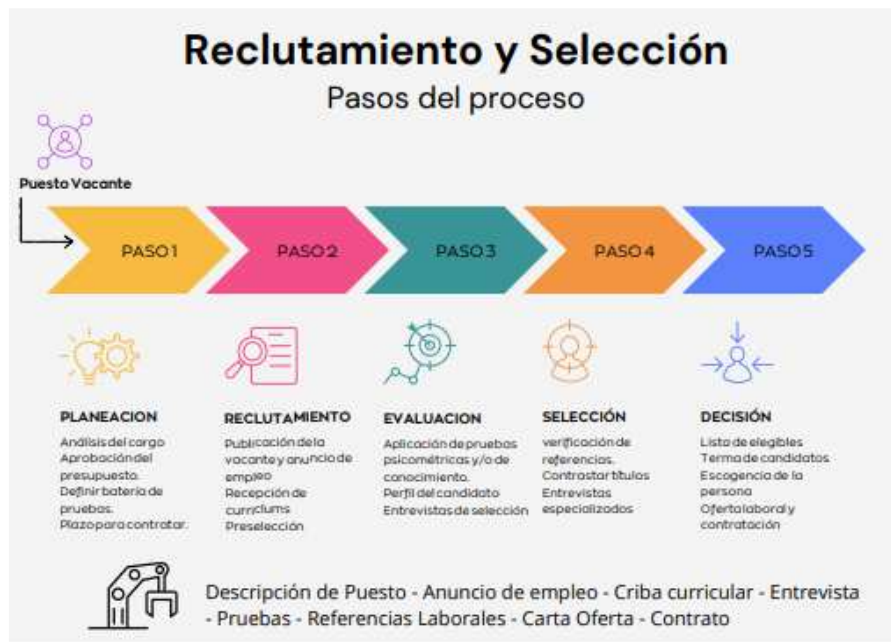 Reclutamiento y Selección
Pasos del proceso
Puesto Vacante
PASO 1
PASO 2
PASO 3
PASO 4
PASO 5
PLANEACION
Análisis del cargo
Aprobación del
presupuesto.
Definir batería de
pruebas.
Plazo para contratar.
RECLUTAMIENTO
Publicación de la
vacante y anuncio de
empleo
Recepción de
curriclums
Preselección
EVALUACION
Aplicación de pruebas
psicométricas y/o de
conocimiento.
Perfil del candidato
Entrevistas de selección
SELECCIÓN
verificación de
referencias.
Contrastar títulos
Entrevistas
especializados
DECISIÓN
Lista de elegibles
Terma de candidatos.
Escogencia de la
persona
Oferta laboral y
contratación
Descripción de Puesto - Anuncio de empleo - Criba curricular - Entrevista
- Pruebas - Referencias Laborales - Carta Oferta - Contrato